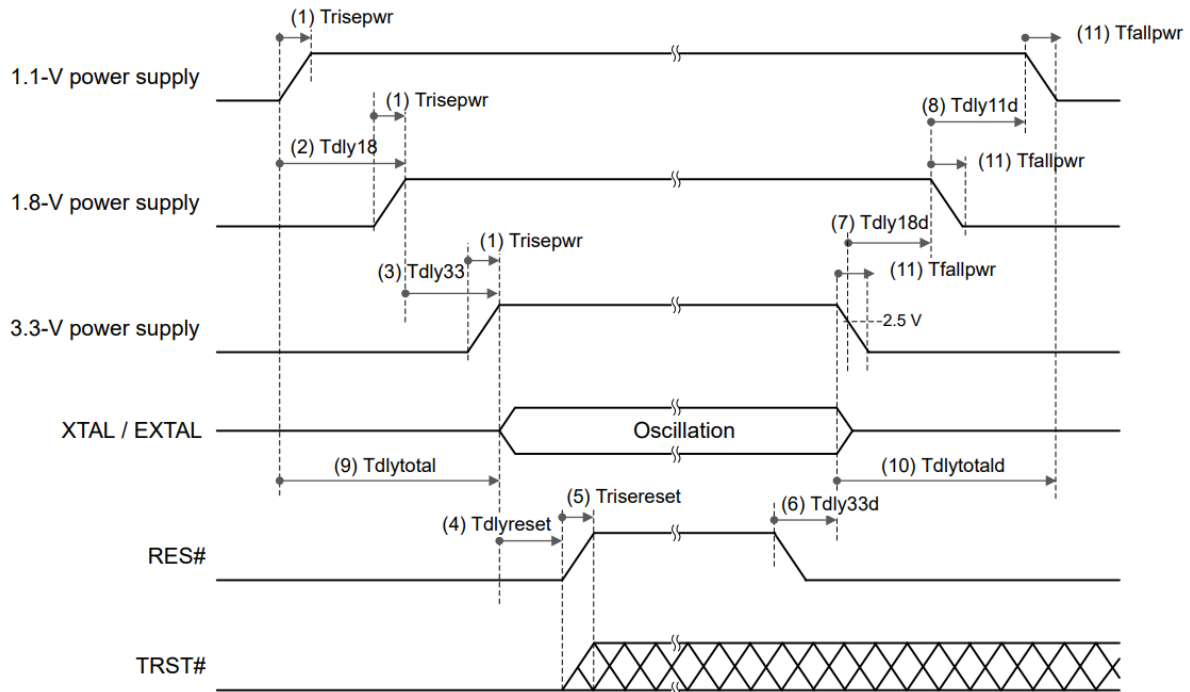 (1) Trisepwr
(11) Tfallpwr
1.1-V power supply
(1) Trisepwr
(8) Tdly11d
(2) Tdly18
(11) Tfallpwr
1.8-V power supply
(7) Tdly18d
(1) Trisepwr
(3) Tdly33
(11) Tfallpwr
3.3-V power supply
2.5 V
XTAL / EXTAL
Oscillation
(9) Tdlytotal
(10) Tdlytotald
(5) Trisereset
(6) Tdly33d
(4) Tdlyreset
RES#
TRST#